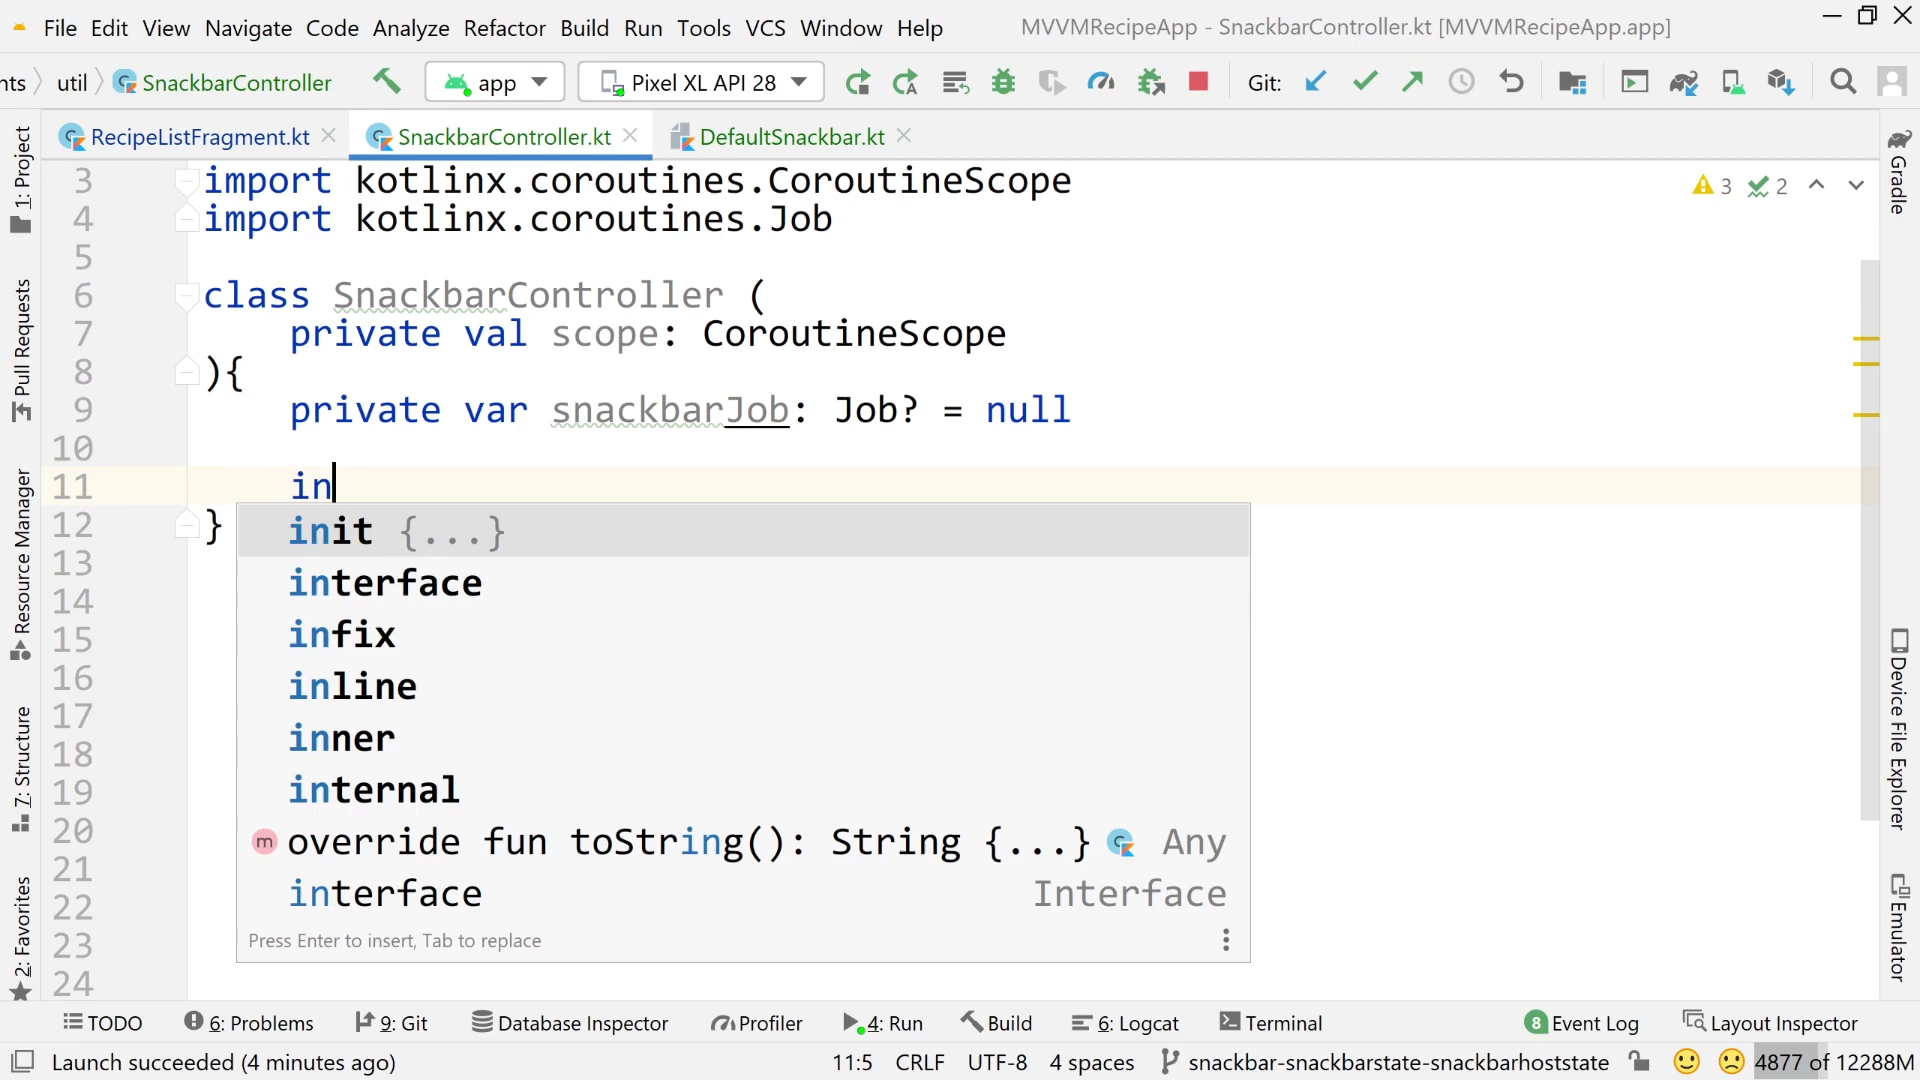 File Edit View Navigate Code Analyze Refactor Build Run Tools VCS Window Help MVVMRecipeApp - SnackbarController.kt [MVVMRecipeApp.app]
nts util SnackbarController app Pixel XL API 28 Git:
RecipeListFragment.kt SnackbarController.kt DefaultSnackbar.kt
3 import kotlinx.coroutines.CoroutineScope
3 2
4 import kotlinx.coroutines.Job
5
6 class SnackbarController (
7 private val scope: CoroutineScope
8 ){
9 private var snackbarJob: Job? = null
10
11 in
12 }
init {...}
13
interface
14
infix
15
16
inline
17
inner
18
19
internal
20
override fun toString(): String {...} Any
21
22
interface Interface
23
Press Enter to insert, Tab to replace
24
1: Project
Pull Requests
Resource Manager
7: Structure
2: Favorites
Gradle
Device File Explorer
Emulator
TODO 6: Problems 9: Git Database Inspector Profiler 4: Run Build 6: Logcat Terminal 8 Event Log Layout Inspector
Launch succeeded (4 minutes ago) 11:5 CRLF UTF-8 4 spaces snackbar-snackbarstate-snackbarhoststate 4877 of 12288M